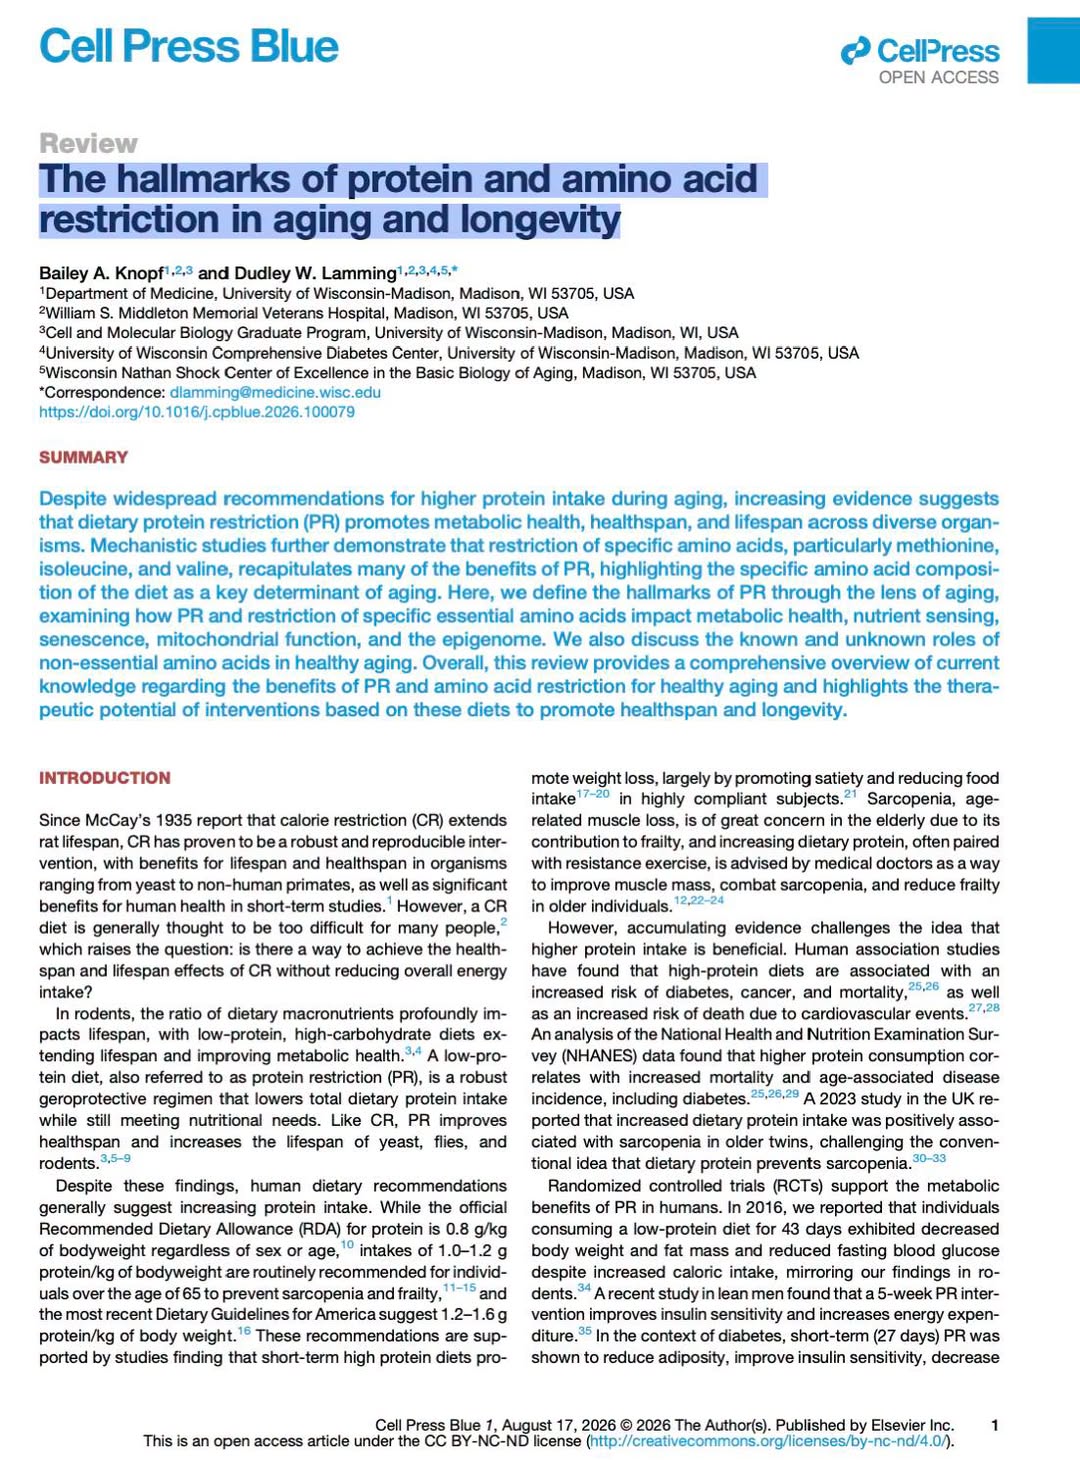 Cell Press Blue
CellPress
OPEN ACCESS
Review
The hallmarks of protein and amino acid
restriction in aging and longevity
Bailey A. Knopf1,2,3 and Dudley W. Lamming1,2,3,4,5,*
1Department of Medicine, University of Wisconsin-Madison, Madison, WI 53705, USA
2William S. Middleton Memorial Veterans Hospital, Madison, WI 53705, USA
3Cell and Molecular Biology Graduate Program, University of Wisconsin-Madison, Madison, WI, USA
4University of Wisconsin Comprehensive Diabetes Center, University of Wisconsin-Madison, Madison, WI 53705, USA
5Wisconsin Nathan Shock Center of Excellence in the Basic Biology of Aging, Madison, WI 53705, USA
*Correspondence: dlamming@medicine.wisc.edu
https://doi.org/10.1016/j.cpblue.2026.100079
SUMMARY
Despite widespread recommendations for higher protein intake during aging, increasing evidence suggests
that dietary protein restriction (PR) promotes metabolic health, healthspan, and lifespan across diverse organ-
isms. Mechanistic studies further demonstrate that restriction of specific amino acids, particularly methionine,
isoleucine, and valine, recapitulates many of the benefits of PR, highlighting the specific amino acid composi-
tion of the diet as a key determinant of aging. Here, we define the hallmarks of PR through the lens of aging,
examining how PR and restriction of specific essential amino acids impact metabolic health, nutrient sensing,
senescence, mitochondrial function, and the epigenome. We also discuss the known and unknown roles of
non-essential amino acids in healthy aging. Overall, this review provides a comprehensive overview of current
knowledge regarding the benefits of PR and amino acid restriction for healthy aging and highlights the thera-
peutic potential of interventions based on these diets to promote healthspan and longevity.
INTRODUCTION
Since McCay's 1935 report that calorie restriction (CR) extends
rat lifespan, CR has proven to be a robust and reproducible inter-
vention, with benefits for lifespan and healthspan in organisms
ranging from yeast to non-human primates, as well as significant
benefits for human health in short-term studies.1 However, a CR
diet is generally thought to be too difficult for many people,2
which raises the question: is there a way to achieve the health-
span and lifespan effects of CR without reducing overall energy
intake?
In rodents, the ratio of dietary macronutrients profoundly im-
pacts lifespan, with low-protein, high-carbohydrate diets ex-
tending lifespan and improving metabolic health.3,4 A low-pro-
tein diet, also referred to as protein restriction (PR), is a robust
geroprotective regimen that lowers total dietary protein intake
while still meeting nutritional needs. Like CR, PR improves
healthspan and increases the lifespan of yeast, flies, and
rodents.3,5–9
Despite these findings, human dietary recommendations
generally suggest increasing protein intake. While the official
Recommended Dietary Allowance (RDA) for protein is 0.8 g/kg
of bodyweight regardless of sex or age,10 intakes of 1.0–1.2 g
protein/kg of bodyweight are routinely recommended for individ-
uals over the age of 65 to prevent sarcopenia and frailty,11–15 and
the most recent Dietary Guidelines for America suggest 1.2–1.6 g
protein/kg of body weight.16 These recommendations are sup-
ported by studies finding that short-term high protein diets pro-
mote weight loss, largely by promoting satiety and reducing food
intake17–20 in highly compliant subjects.21 Sarcopenia, age-
related muscle loss, is of great concern in the elderly due to its
contribution to frailty, and increasing dietary protein, often paired
with resistance exercise, is advised by medical doctors as a way
to improve muscle mass, combat sarcopenia, and reduce frailty
in older individuals.12,22–24
However, accumulating evidence challenges the idea that
higher protein intake is beneficial. Human association studies
have found that high-protein diets are associated with an
increased risk of diabetes, cancer, and mortality,25,26 as well
as an increased risk of death due to cardiovascular events.27,28
An analysis of the National Health and Nutrition Examination Sur-
vey (NHANES) data found that higher protein consumption cor-
relates with increased mortality and age-associated disease
incidence, including diabetes.25,26,29 A 2023 study in the UK re-
ported that increased dietary protein intake was positively asso-
ciated with sarcopenia in older twins, challenging the conven-
tional idea that dietary protein prevents sarcopenia.30–33
Randomized controlled trials (RCTs) support the metabolic
benefits of PR in humans. In 2016, we reported that individuals
consuming a low-protein diet for 43 days exhibited decreased
body weight and fat mass and reduced fasting blood glucose
despite increased caloric intake, mirroring our findings in ro-
dents.34 A recent study in lean men found that a 5-week PR inter-
vention improves insulin sensitivity and increases energy expen-
diture.35 In the context of diabetes, short-term (27 days) PR was
shown to reduce adiposity, improve insulin sensitivity, decrease
Cell Press Blue 1, August 17, 2026 © 2026 The Author(s). Published by Elsevier Inc. 1
This is an open access article under the CC BY-NC-ND license (http://creativecommons.org/licenses/by-nc-nd/4.0/).